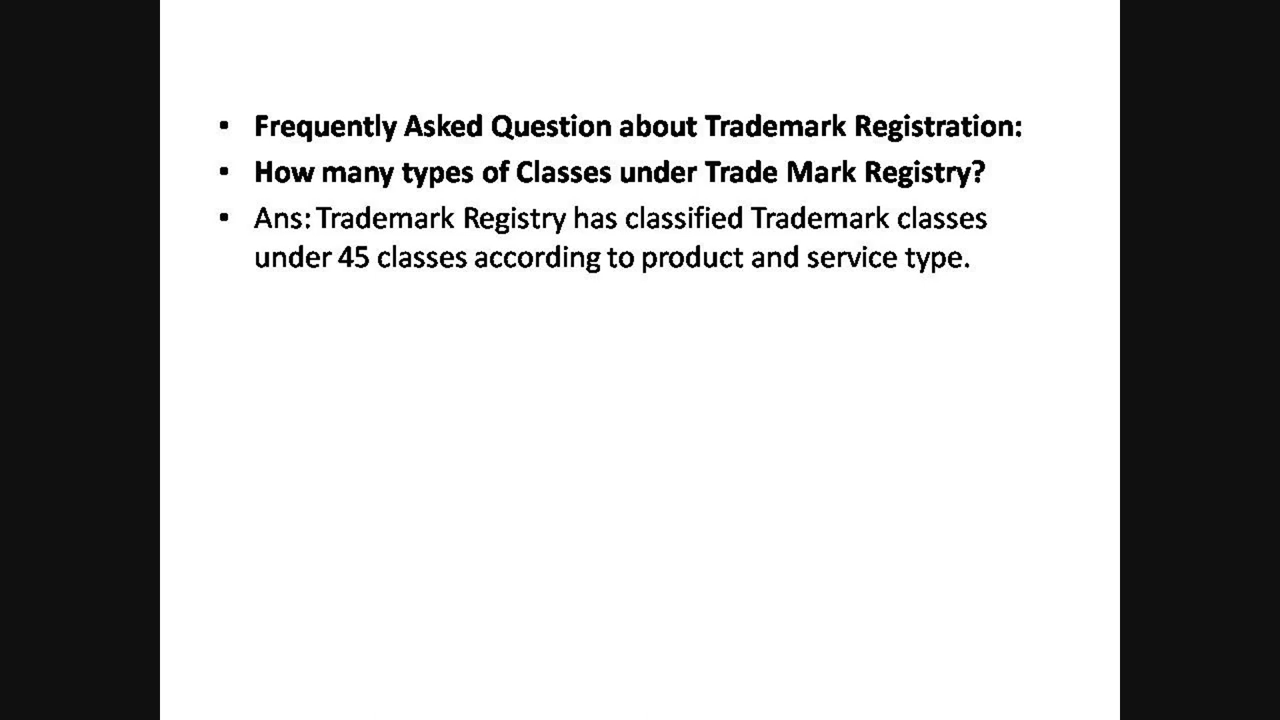 • Frequently Asked Question about Trademark Registration:
• How many types of Classes under Trade Mark Registry?
• Ans: Trademark Registry has classified Trademark classes
under 45 classes according to product and service type.